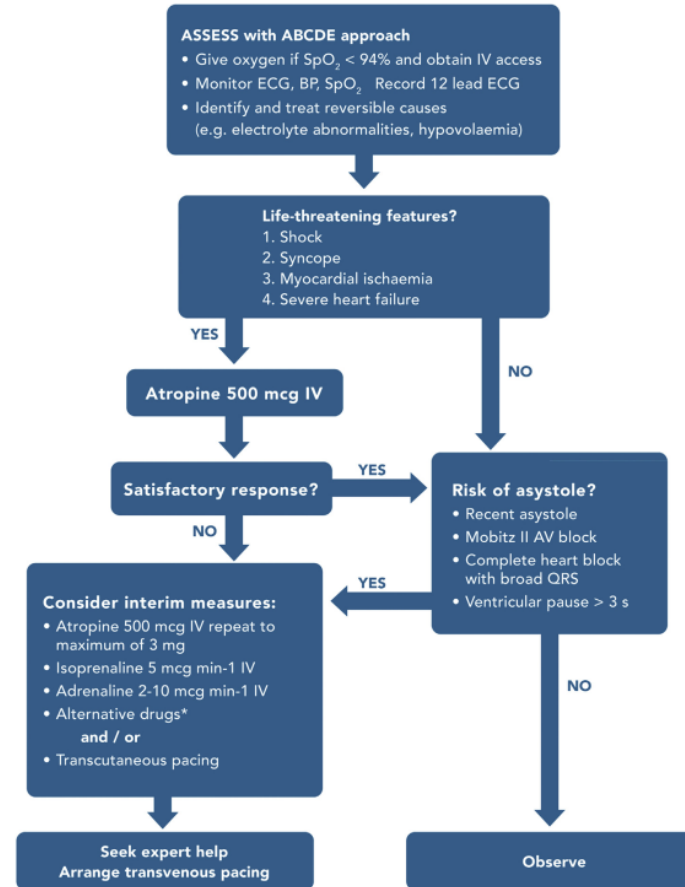 ASSESS with ABCDE approach
• Give oxygen if SpO₂ < 94% and obtain IV access
• Monitor ECG, BP, SpO₂ Record 12 lead ECG
• Identify and treat reversible causes
(e.g. electrolyte abnormalities, hypovolaemia)
Life-threatening features?
1. Shock
2. Syncope
3. Myocardial ischaemia
4. Severe heart failure
YES
NO
Atropine 500 mcg IV
Satisfactory response?
YES
NO
Risk of asystole?
• Recent asystole
• Mobitz II AV block
• Complete heart block
with broad QRS
• Ventricular pause > 3 s
YES
NO
Consider interim measures:
• Atropine 500 mcg IV repeat to
maximum of 3 mg
• Isoprenaline 5 mcg min-1 IV
• Adrenaline 2-10 mcg min-1 IV
• Alternative drugs*
and / or
• Transcutaneous pacing
Seek expert help
Arrange transvenous pacing
Observe